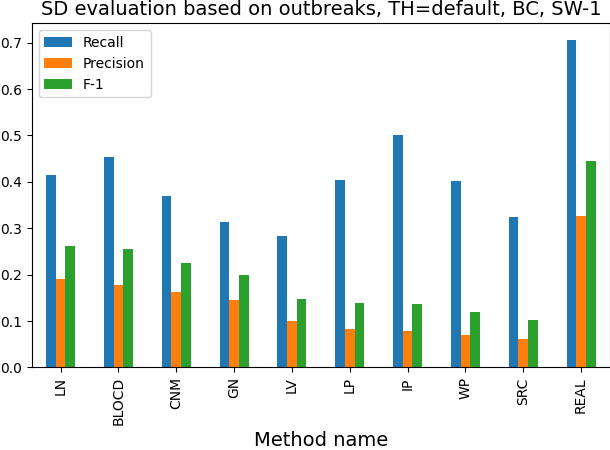 SD evaluation based on outbreaks, TH=default, BC, SW-1
Recall
Precision
F-1
0.7
0.6
0.5
0.4
0.3
0.2
0.1
0.0
LN
BLOCD
CNM
GN
LV
LP
IP
WP
SRC
REAL
Method name